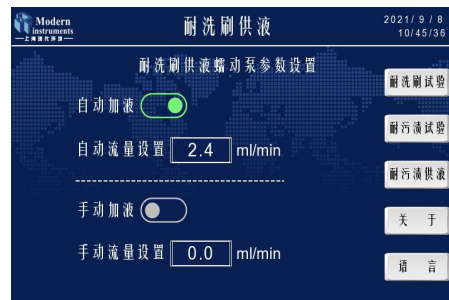 Modern
instruments
上海现代环境
耐洗刷供液
2021/ 9 / 8
10/45/36
耐洗刷供液蠕动泵参数设置
自动加液
自动流量设置 2.4 ml/min
手动加液
手动流量设置 0.0 ml/min
耐洗刷试验
耐污渍试验
耐污渍供液
关 于
语 言